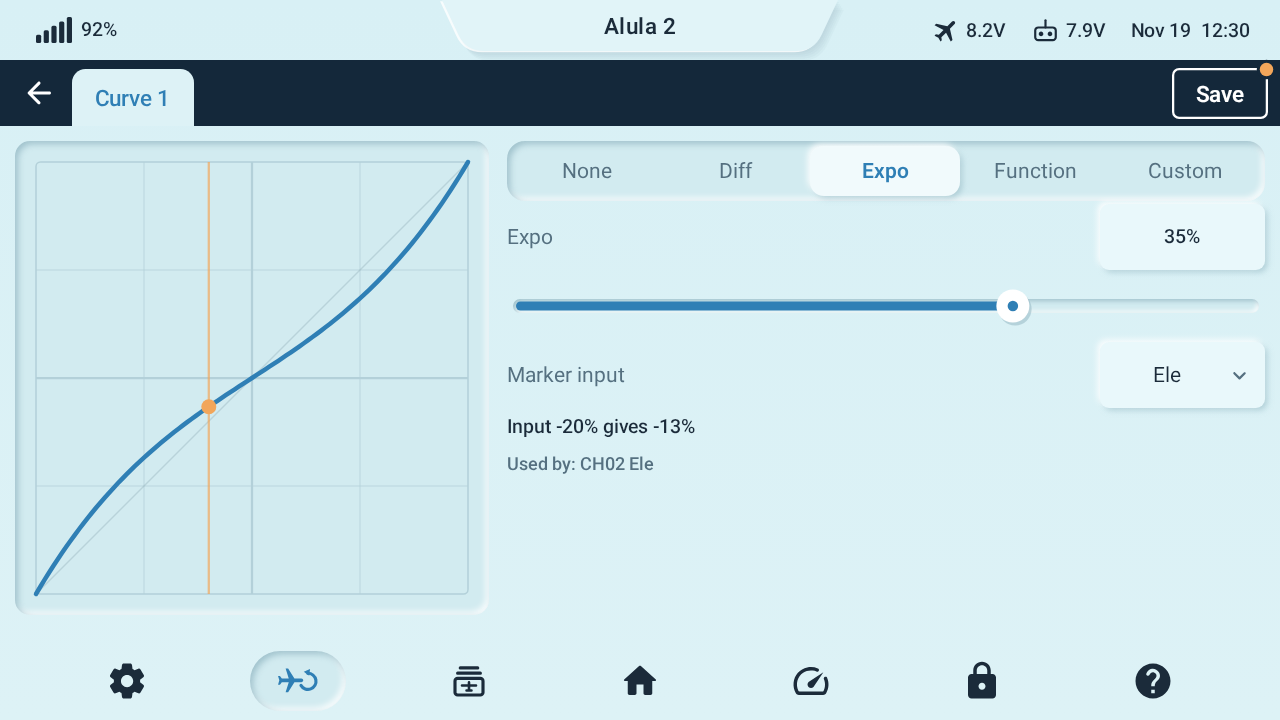 92%
Alula 2
8.2V
7.9V
Nov 19 12:30
Curve 1
Save
None
Diff
Expo
Function
Custom
Expo
35%
Marker input
Ele
Input -20% gives -13%
Used by: CH02 Ele